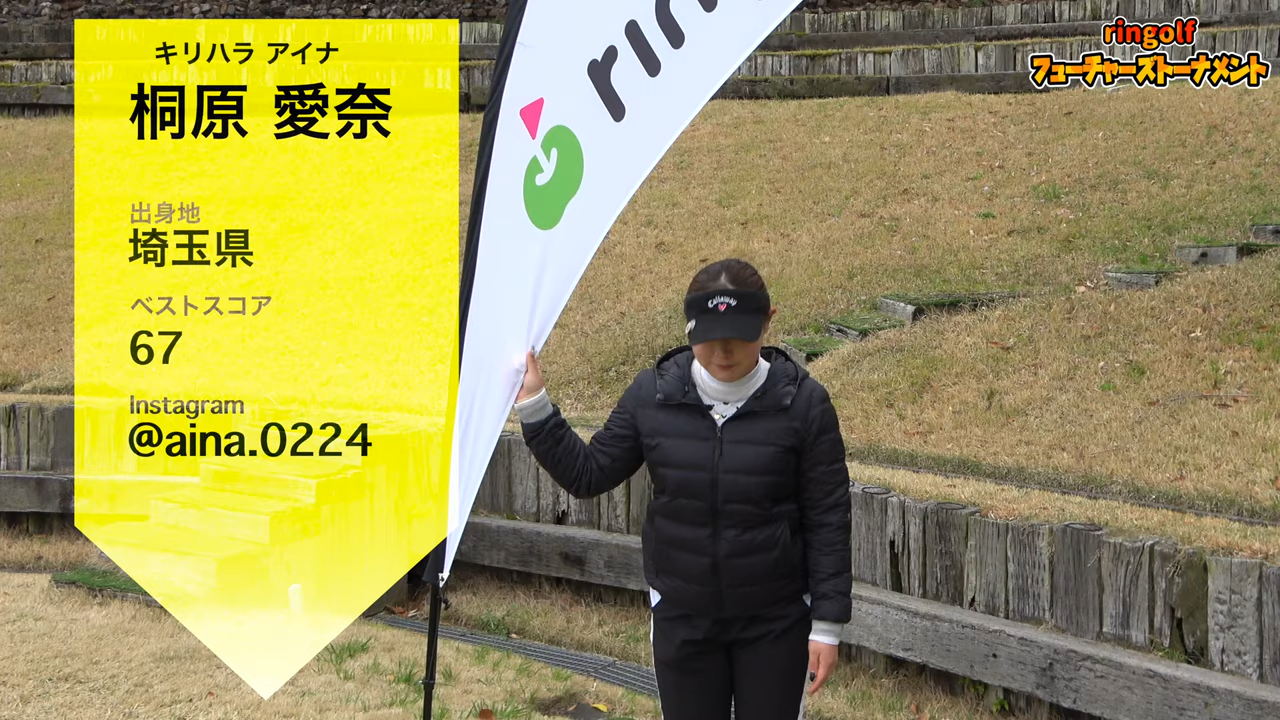 キリハラ アイナ
桐原 愛奈
出身地
埼玉県
ベストスコア
67
Instagram
@aina.0224
rin
ringolf
フューチャーズトーナメント
Callaway